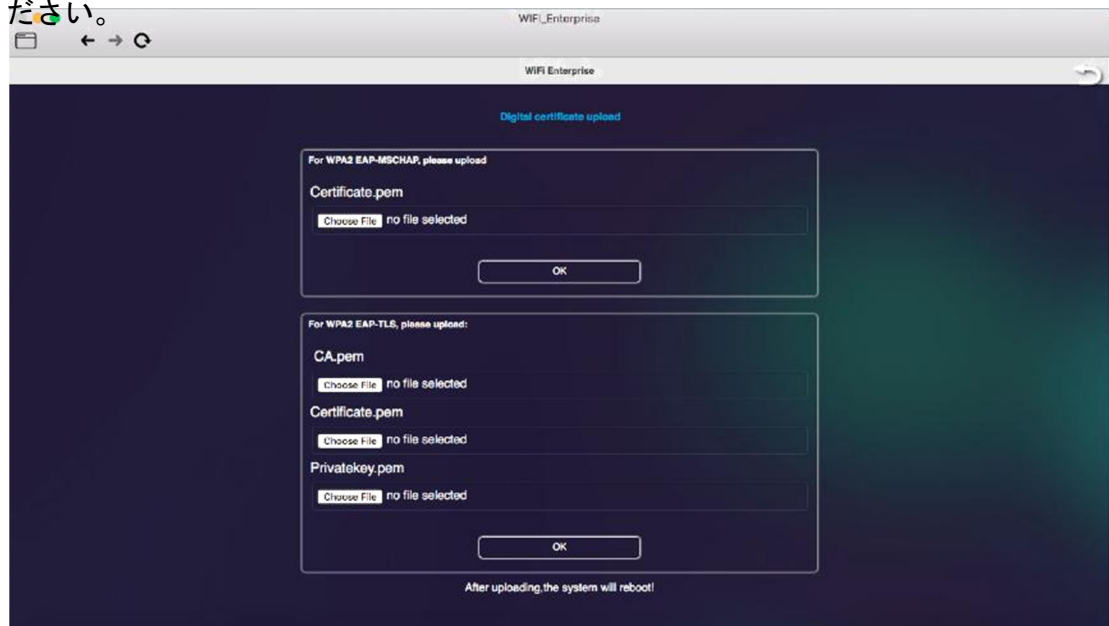 ださい。
WIFI_Enterprise
WiFi Enterprise
Digital certificate upload
For WPA2 EAP-MSCHAP, please upload
Certificate.pem
Choose File no file selected
OK
For WPA2 EAP-TLS, please upload:
CA.pem
Choose File no file selected
Certificate.pem
Choose File no file selected
Privatekey.pem
Choose File no file selected
OK
After uploading,the system will reboot!